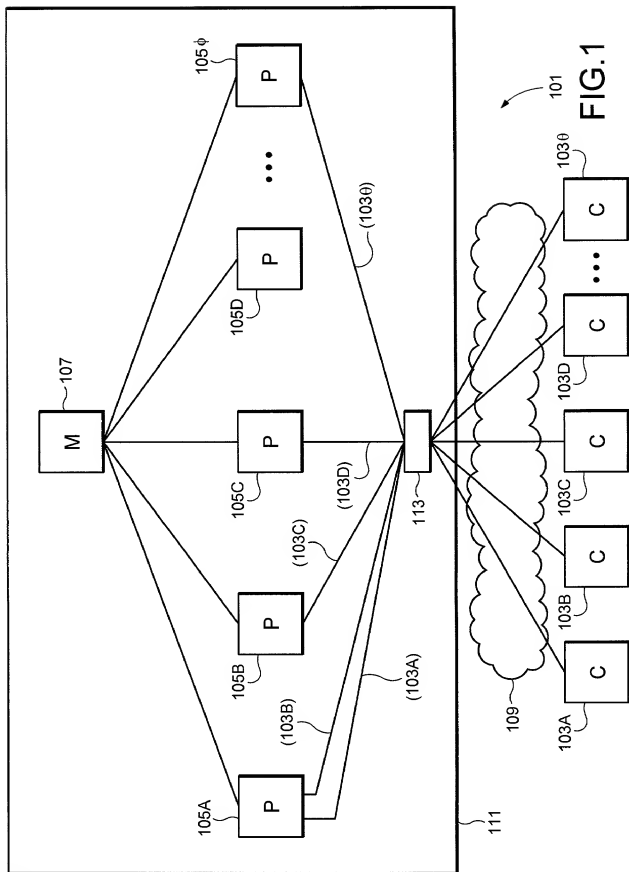 107
M
105A
P
105B
P
105C
P
105D
P
•••
105ϕ
P
(103B)
(103A)
(103C)
(103D)
(103θ)
113
111
109
103A
C
103B
C
103C
C
103D
C
•••
103θ
C
101
FIG.1